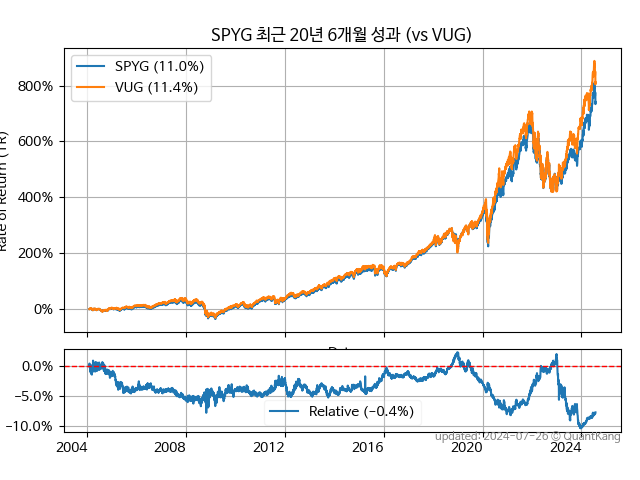 SPYG 최근 20년 6개월 성과 (vs VUG)
SPYG (11.0%)
VUG (11.4%)
800%
600%
400%
200%
0%
Rate of Return (TR)
0.0%
−5.0%
−10.0%
Relative (−0.4%)
2004 2008 2012 2016 2020 2024
updated: 2024-07-26 © QuantKang